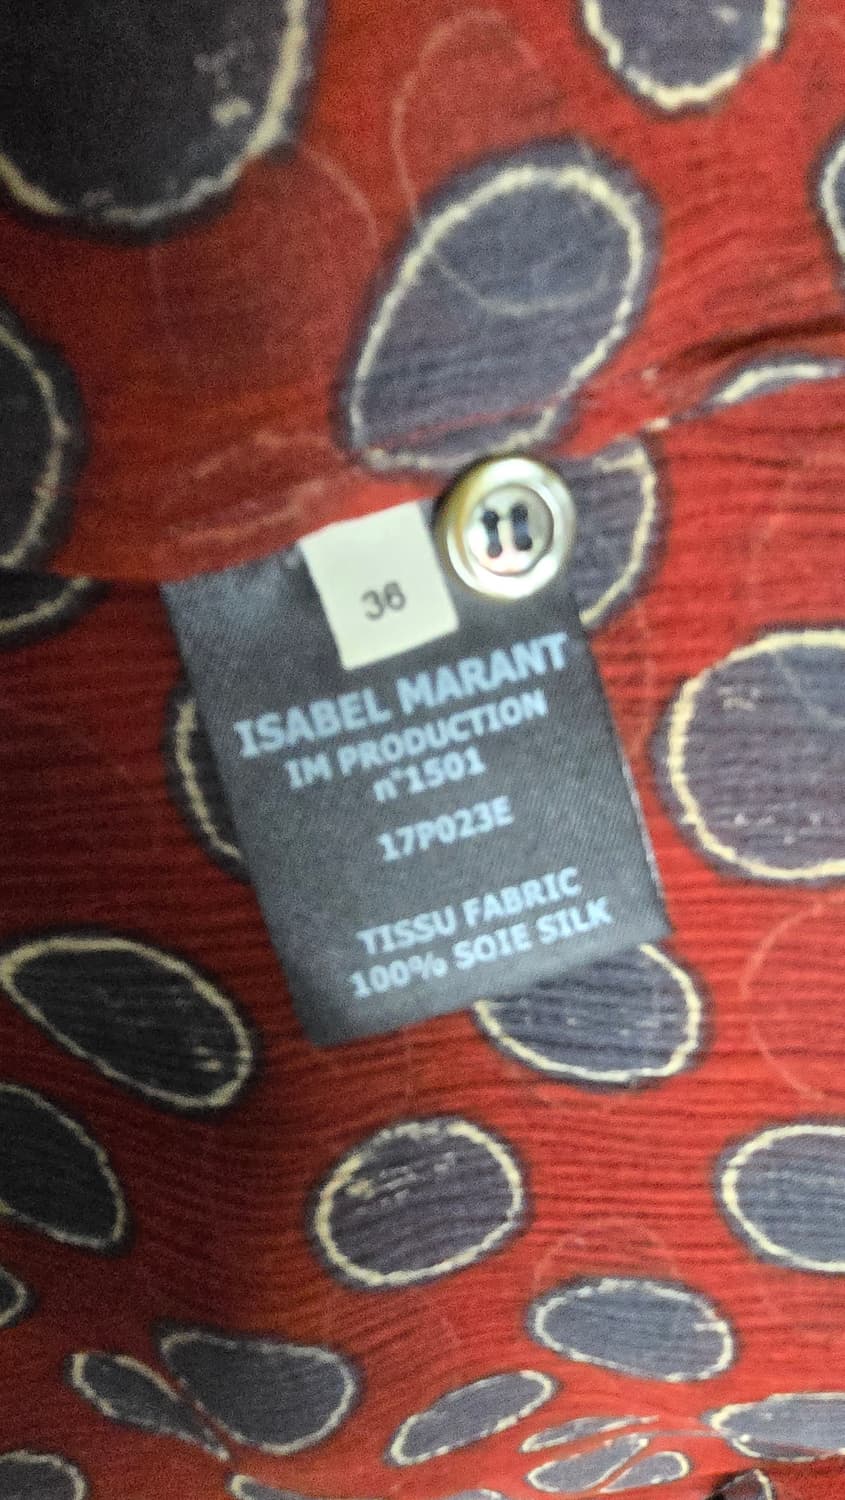 36
ISABEL MARANT
IM PRODUCTION
n°1501
17P023E
TISSU FABRIC
100% SOIE SILK